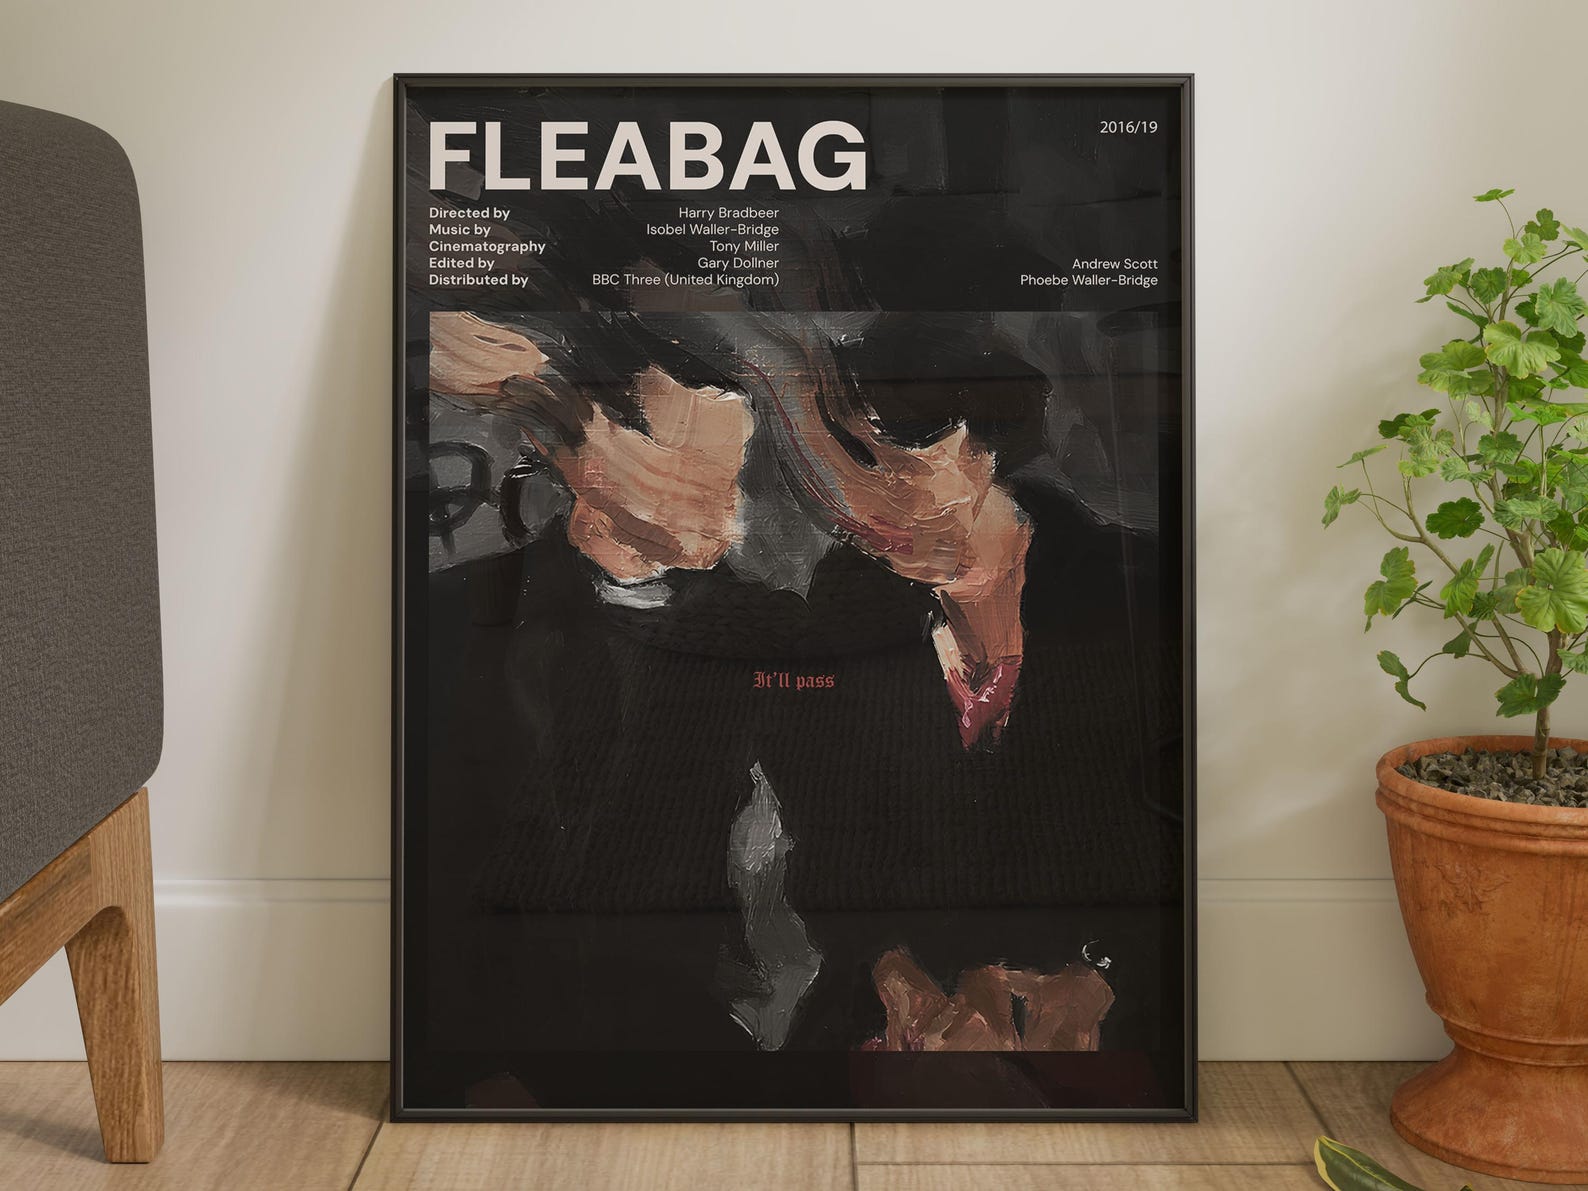 FLEABAG
2016/19
Directed by Harry Bradbeer
Music by Isobel Waller-Bridge
Cinematography Tony Miller
Edited by Gary Dollner
Distributed by BBC Three (United Kingdom)
Andrew Scott
Phoebe Waller-Bridge
It'll pass